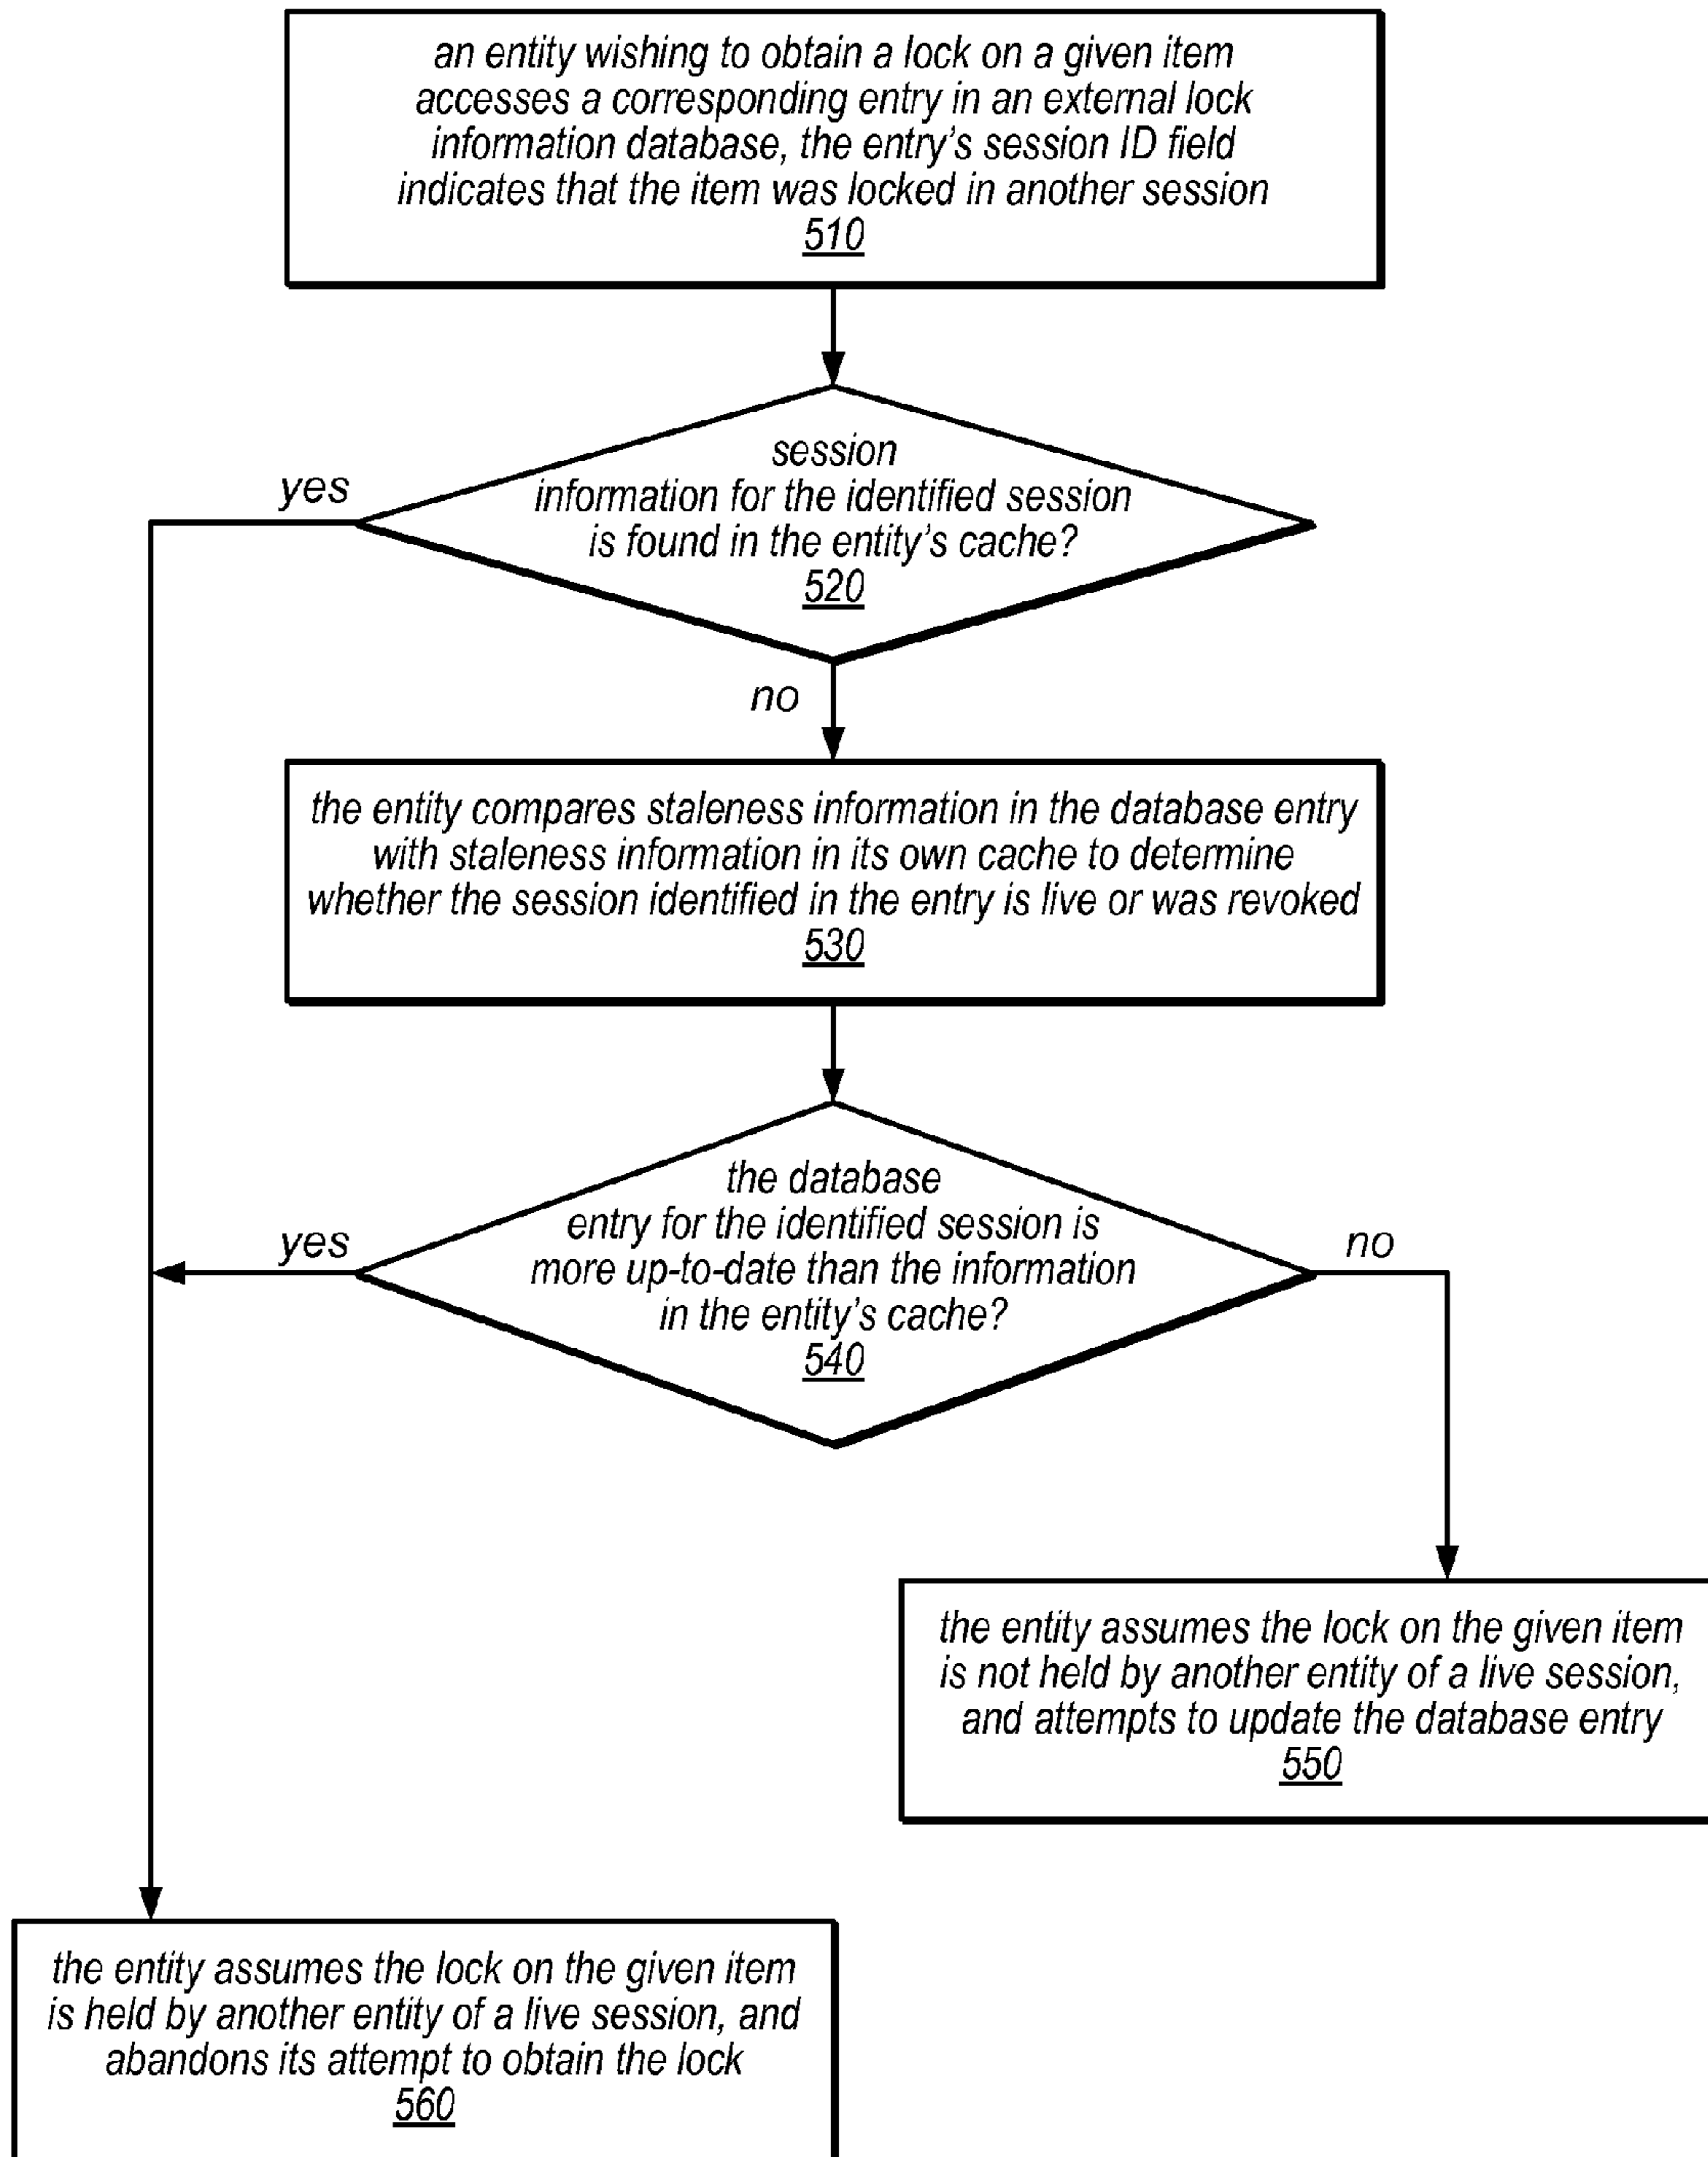 an entity wishing to obtain a lock on a given item
accesses a corresponding entry in an external lock
information database, the entry’s session ID field
indicates that the item was locked in another session
510
session
information for the identified session
is found in the entity’s cache?
520
yes
no
the entity compares staleness information in the database entry
with staleness information in its own cache to determine
whether the session identified in the entry is live or was revoked
530
the database
entry for the identified session is
more up-to-date than the information
in the entity’s cache?
540
yes
no
the entity assumes the lock on the given item
is not held by another entity of a live session,
and attempts to update the database entry
550
the entity assumes the lock on the given item
is held by another entity of a live session, and
abandons its attempt to obtain the lock
560